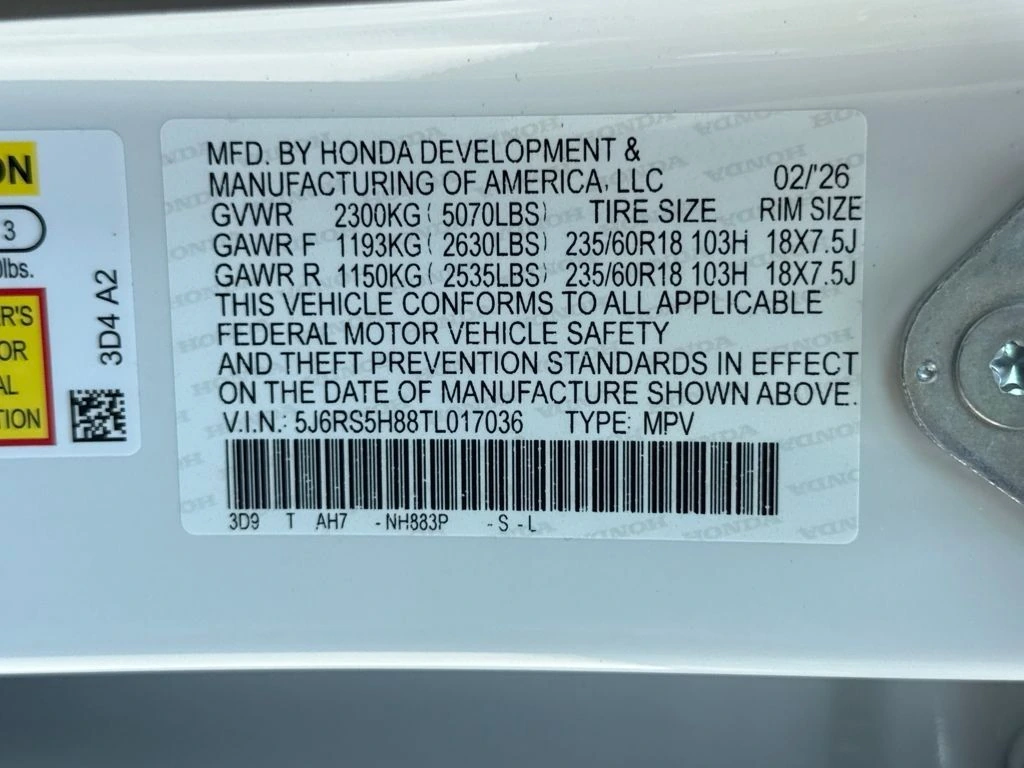 ON
3
lbs.
ER'S
OR
AL
TION
3D4 A2
MFD. BY HONDA DEVELOPMENT &
MANUFACTURING OF AMERICA, LLC 02/'26
GVWR 2300KG( 5070LBS) TIRE SIZE RIM SIZE
GAWR F 1193KG( 2630LBS) 235/60R18 103H 18X7.5J
GAWR R 1150KG( 2535LBS) 235/60R18 103H 18X7.5J
THIS VEHICLE CONFORMS TO ALL APPLICABLE
FEDERAL MOTOR VEHICLE SAFETY
AND THEFT PREVENTION STANDARDS IN EFFECT
ON THE DATE OF MANUFACTURE SHOWN ABOVE.
V.I.N.: 5J6RS5H88TL017036 TYPE: MPV
3D9 T AH7 -NH883P -S-L